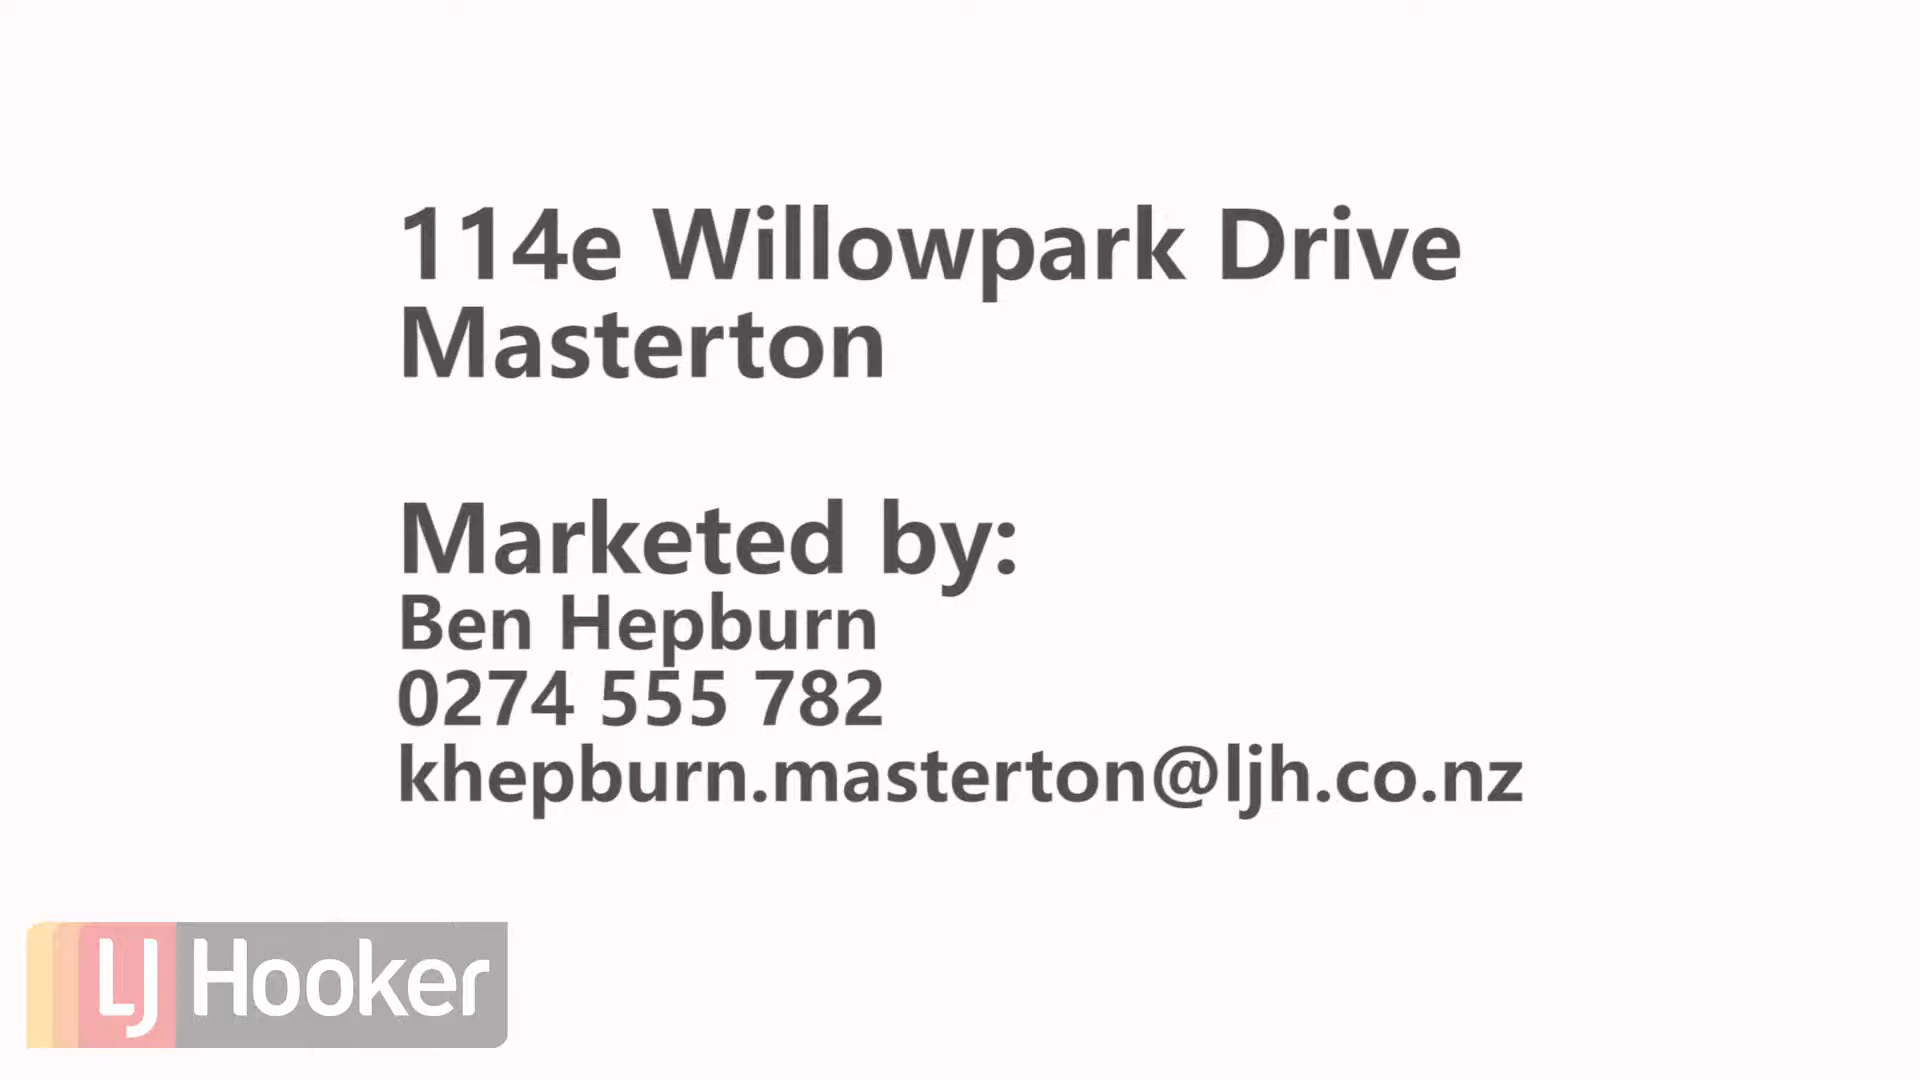 114e Willowpark Drive
Masterton
Marketed by:
Ben Hepburn
0274 555 782
khepburn.masterton@ljh.co.nz
LJ Hooker